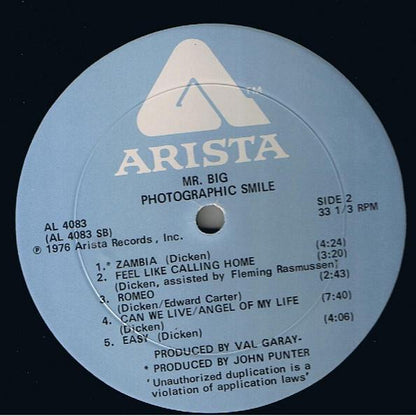 TM
ARISTA
MR. BIG
PHOTOGRAPHIC SMILE
AL 4083
(AL 4083 SB)
℗ 1976 Arista Records, Inc.
SIDE 2
33 1/3 RPM
1.* ZAMBIA (Dicken) (4:24)
2. FEEL LIKE CALLING HOME (3:20)
(Dicken, assisted by Fleming Rasmussen)
3. ROMEO (2:43)
(Dicken/Edward Carter)
4. CAN WE LIVE/ANGEL OF MY LIFE (7:40)
(Dicken)
5. EASY (Dicken) (4:06)
PRODUCED BY VAL GARAY-
* PRODUCED BY JOHN PUNTER
'Unauthorized duplication is a
violation of application laws'